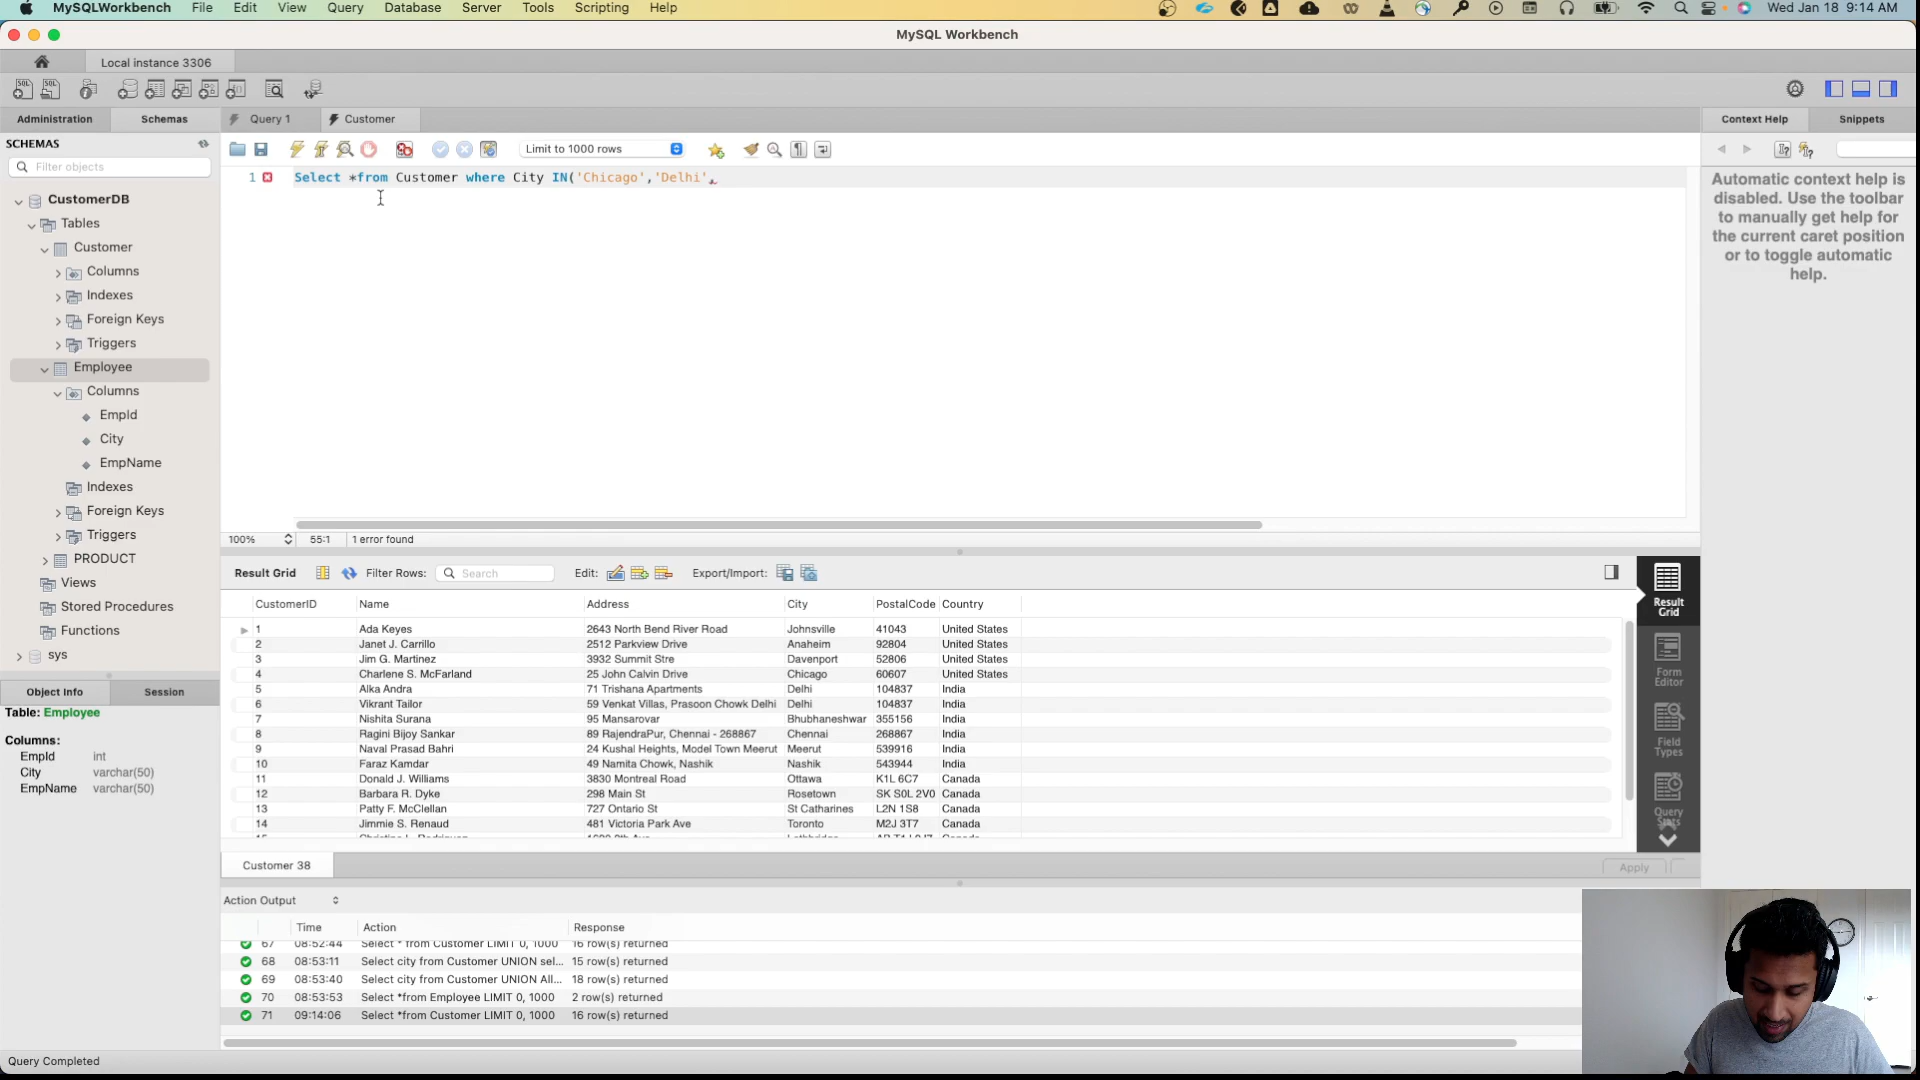 MySQLWorkbench File Edit View Query Database Server Tools Scripting Help Wed Jan 18 9:14 AM
MySQL Workbench
Local instance 3306
Administration Schemas Query 1 Customer Context Help Snippets
SCHEMAS
Filter objects
Limit to 1000 rows
1 Select *from Customer where City IN('Chicago','Delhi',
Automatic context help is
disabled. Use the toolbar
to manually get help for
the current caret position
or to toggle automatic
help.
CustomerDB
Tables
Customer
Columns
Indexes
Foreign Keys
Triggers
Employee
Columns
EmpId
City
EmpName
Indexes
Foreign Keys
Triggers
PRODUCT
Views
Stored Procedures
Functions
sys
Object Info Session
Table: Employee
Columns:
EmpId int
City varchar(50)
EmpName varchar(50)
100% 55:1 1 error found
Result Grid Filter Rows: Search Edit: Export/Import:
CustomerID Name Address City PostalCode Country
1 Ada Keyes 2643 North Bend River Road Johnsville 41043 United States
2 Janet J. Carrillo 2512 Parkview Drive Anaheim 92804 United States
3 Jim G. Martinez 3932 Summit Stre Davenport 52806 United States
4 Charlene S. McFarland 25 John Calvin Drive Chicago 60607 United States
5 Alka Andra 71 Trishana Apartments Delhi 104837 India
6 Vikrant Tailor 59 Venkat Villas, Prasoon Chowk Delhi Delhi 104837 India
7 Nishita Surana 95 Mansarovar Bhubhaneshwar 355156 India
8 Ragini Bijoy Sankar 89 RajendraPur, Chennai - 268867 Chennai 268867 India
9 Naval Prasad Bahri 24 Kushal Heights, Model Town Meerut Meerut 539916 India
10 Faraz Kamdar 49 Namita Chowk, Nashik Nashik 543944 India
11 Donald J. Williams 3830 Montreal Road Ottawa K1L 6C7 Canada
12 Barbara R. Dyke 298 Main St Rosetown SK S0L 2V0 Canada
13 Patty F. McClellan 727 Ontario St St Catharines L2N 1S8 Canada
14 Jimmie S. Renaud 481 Victoria Park Ave Toronto M2J 3T7 Canada
Result
Grid
Form
Editor
Field
Types
Query
Stats
Customer 38 Apply
Action Output
Time Action Response
67 08:52:44 Select * from Customer LIMIT 0, 1000 16 row(s) returned
68 08:53:11 Select city from Customer UNION sel... 15 row(s) returned
69 08:53:40 Select city from Customer UNION All... 18 row(s) returned
70 08:53:53 Select *from Employee LIMIT 0, 1000 2 row(s) returned
71 09:14:06 Select *from Customer LIMIT 0, 1000 16 row(s) returned
Query Completed